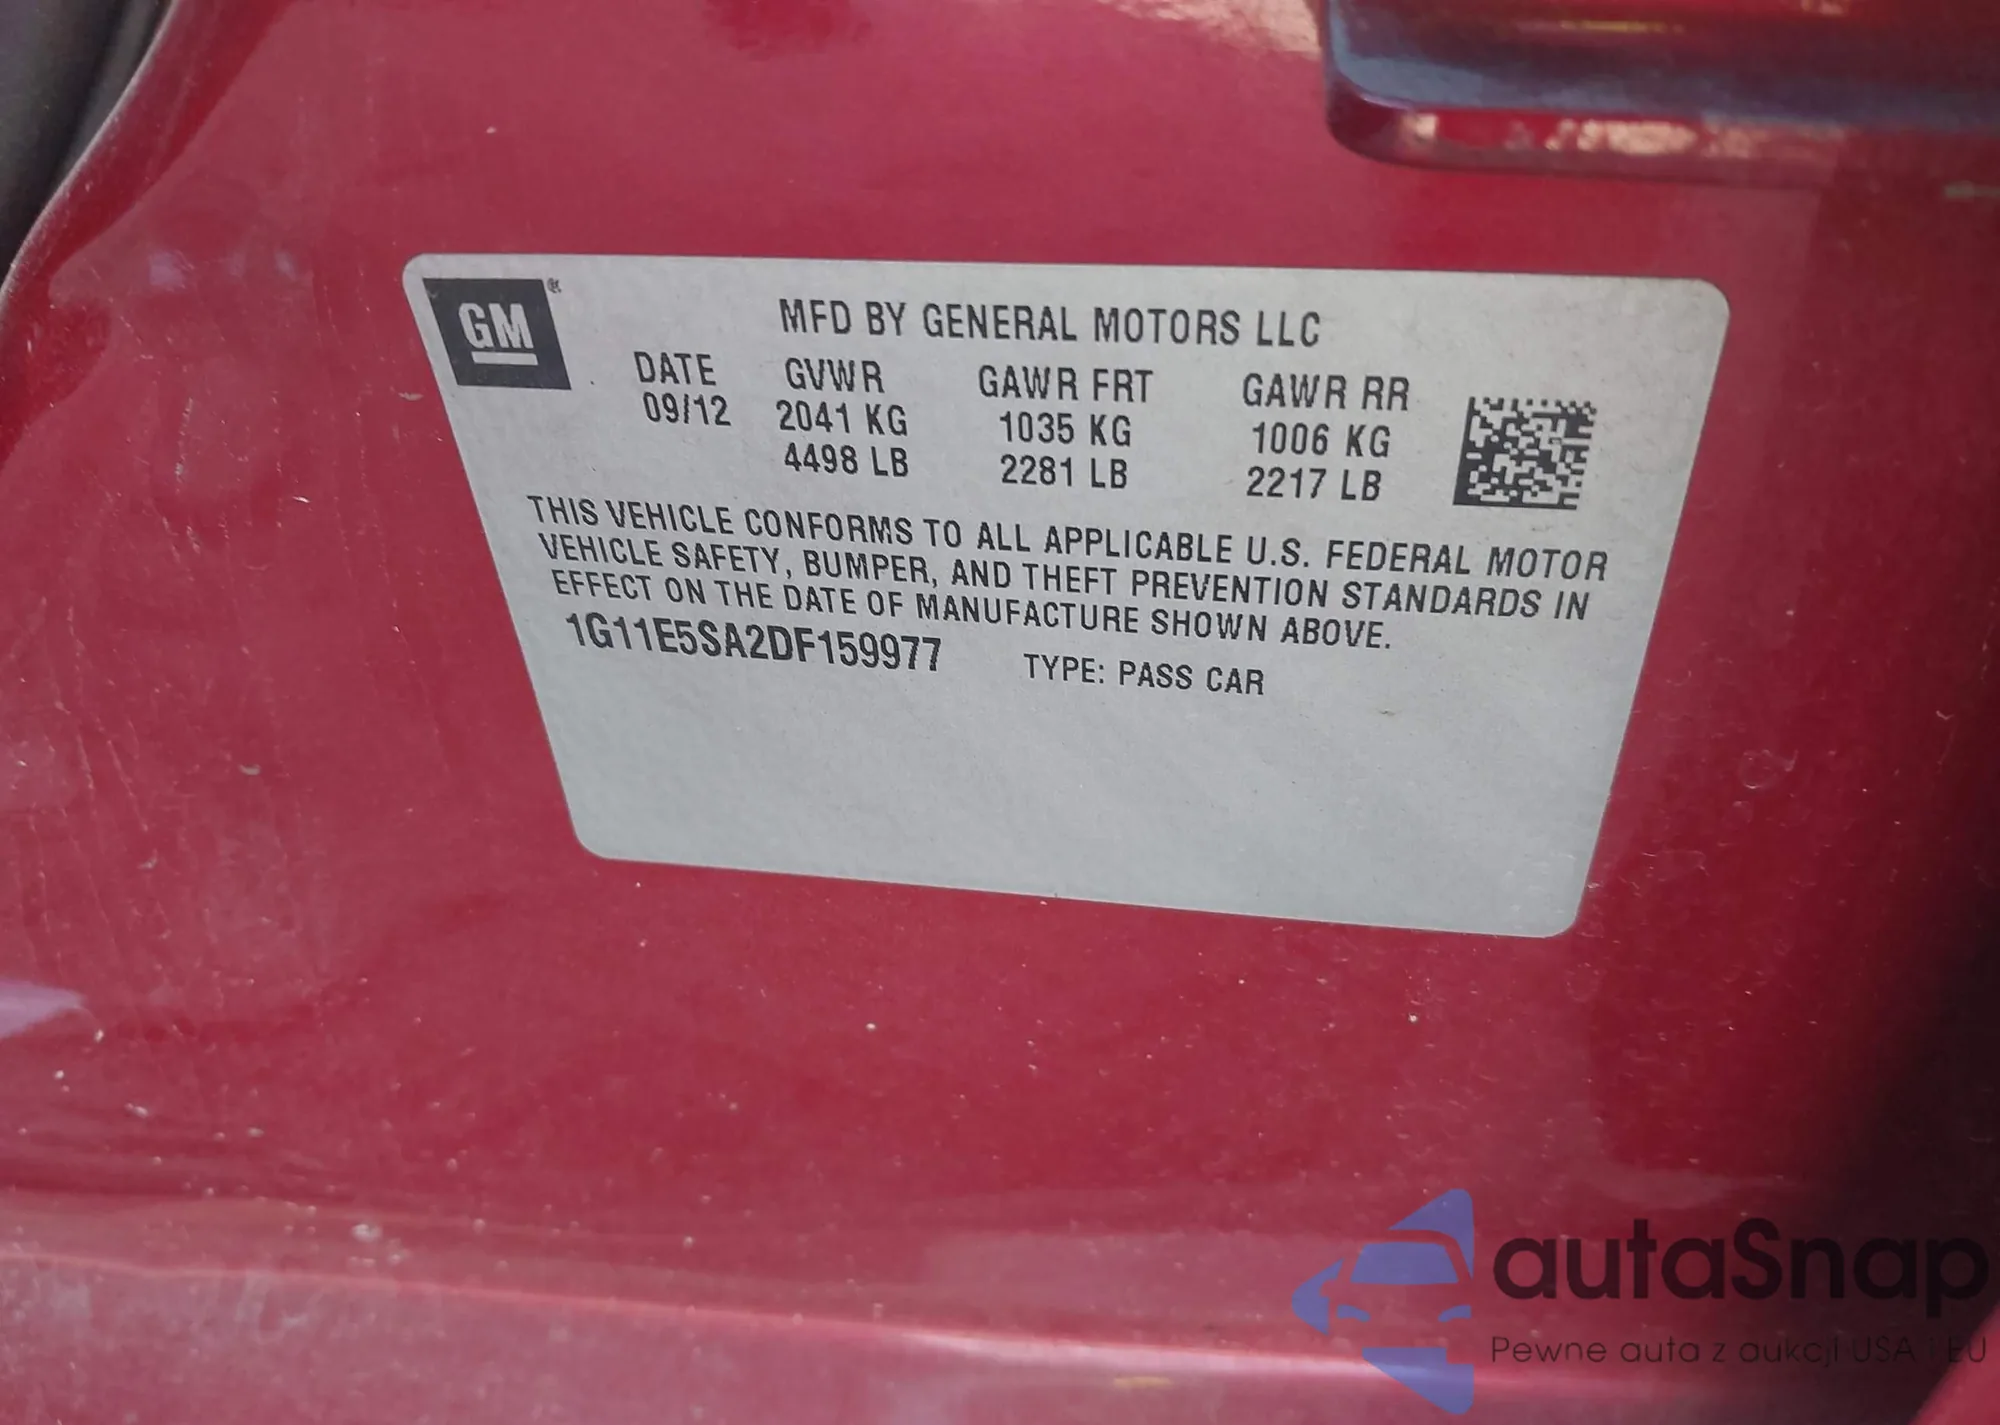 GM
MFD BY GENERAL MOTORS LLC
DATE GVWR GAWR FRT GAWR RR
09/12 2041 KG 1035 KG 1006 KG
4498 LB 2281 LB 2217 LB
THIS VEHICLE CONFORMS TO ALL APPLICABLE U.S. FEDERAL MOTOR
VEHICLE SAFETY, BUMPER, AND THEFT PREVENTION STANDARDS IN
EFFECT ON THE DATE OF MANUFACTURE SHOWN ABOVE.
1G11E5SA2DF159977 TYPE: PASS CAR
autaSnap
Pewne auta z aukcji USA i EU